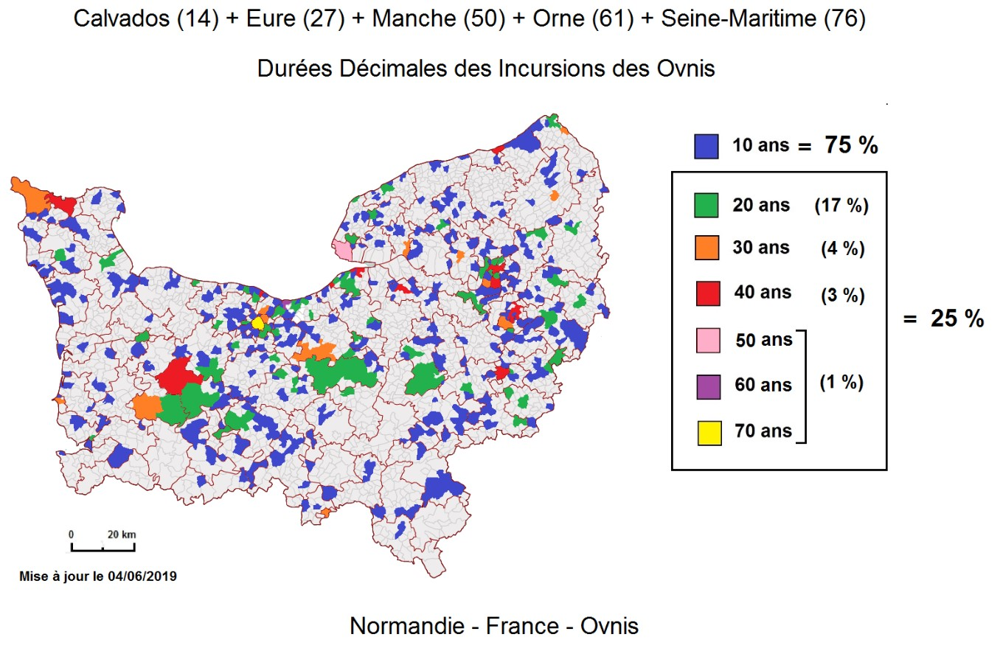 Calvados (14) + Eure (27) + Manche (50) + Orne (61) + Seine-Maritime (76)
Durées Décimales des Incursions des Ovnis
10 ans = 75 %
20 ans (17 %)
30 ans (4 %)
40 ans (3 %)
= 25 %
50 ans
60 ans (1 %)
70 ans
0 20 km
Mise à jour le 04/06/2019
Normandie - France - Ovnis